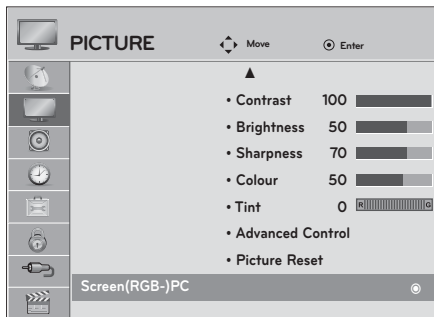 PICTURE
Move
Enter
▲
• Contrast 100
• Brightness 50
• Sharpness 70
• Colour 50
• Tint 0 R G
• Advanced Control
• Picture Reset
Screen(RGB-)PC